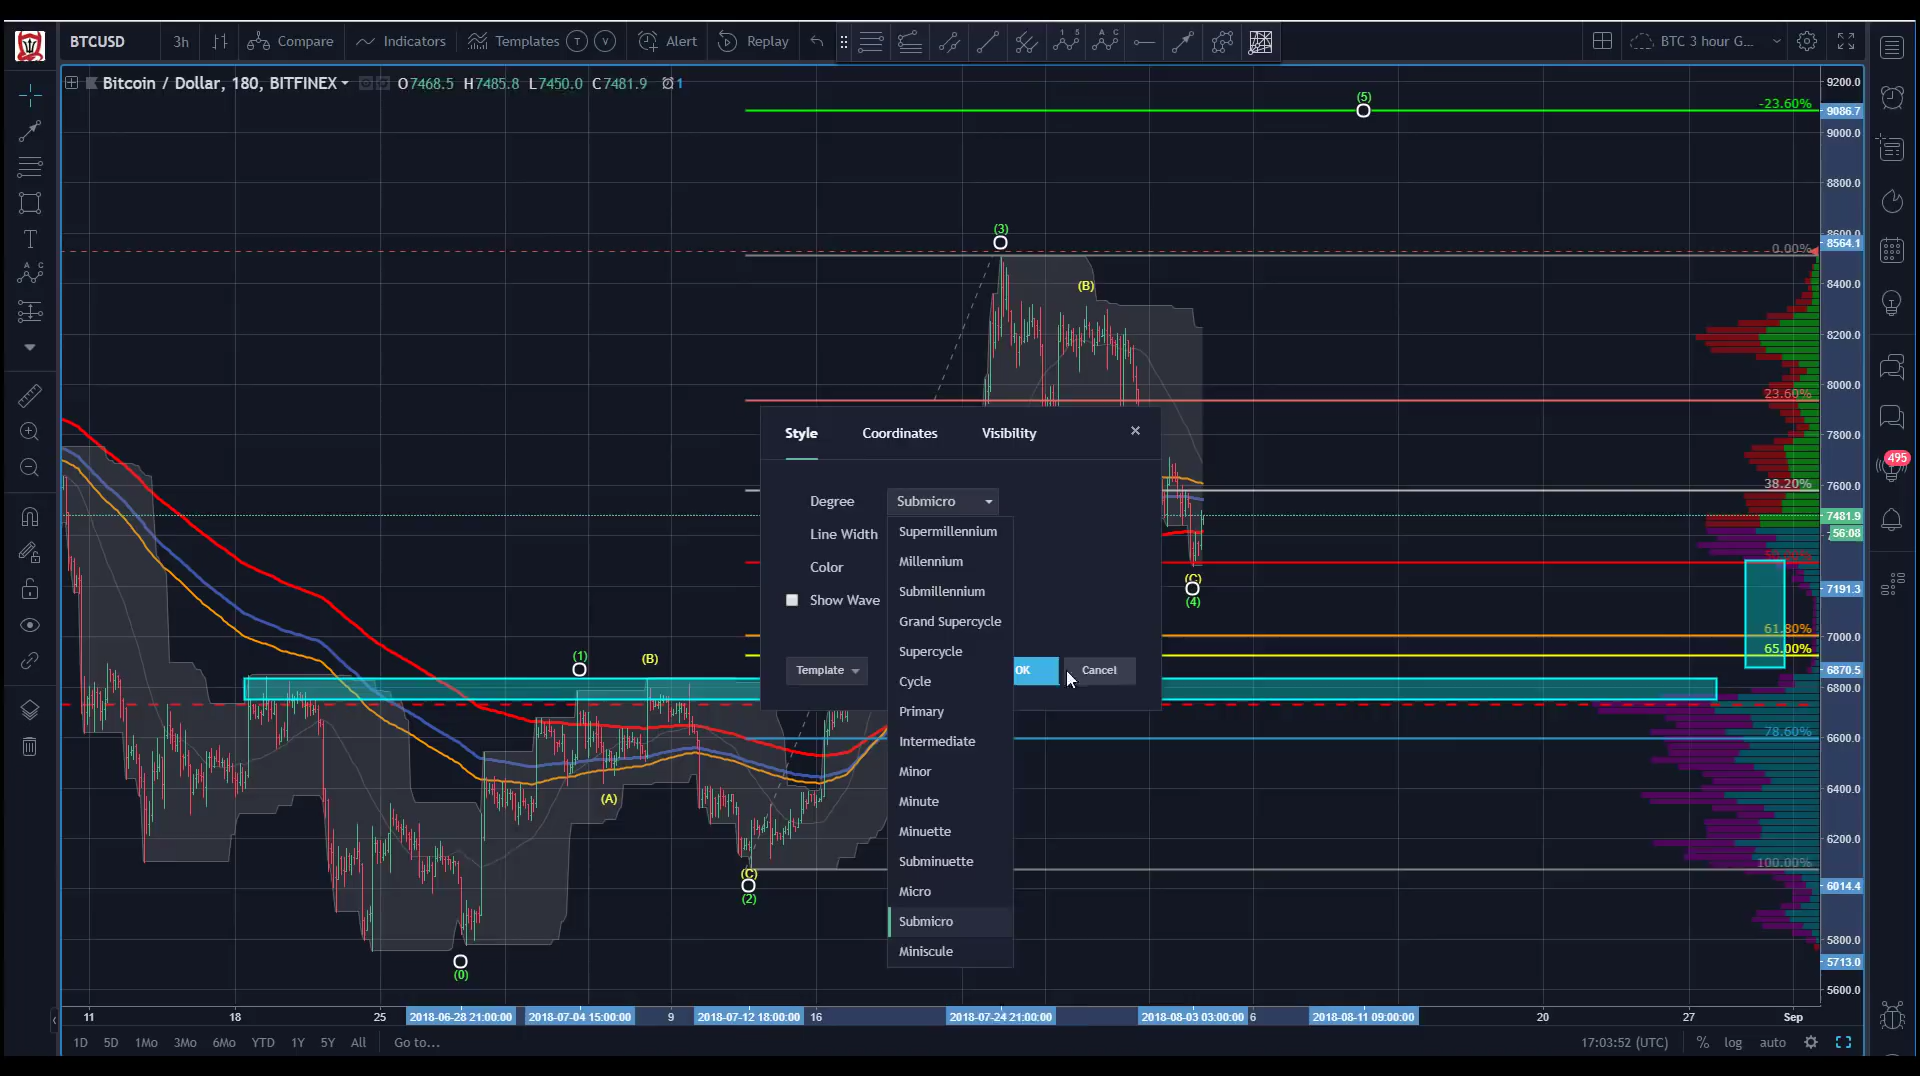 BTCUSD 3h Compare Indicators Templates T V Alert Replay BTC 3 hour G...
Bitcoin / Dollar, 180, BITFINEX O7468.5 H7485.8 L7450.0 C7481.9 1
(5)
-23.60%
9200.0
9086.7
9000.0
8800.0
(3)
8600.0
8564.1
0.00%
(B)
8400.0
8200.0
8000.0
23.60%
7800.0
Style Coordinates Visibility
495
38.20%
7600.0
Degree Submicro
7481.9
56:08
Line Width
Supermillennium
Color
Millennium
Show Wave
Submillennium
(C)
(4)
7191.3
Grand Supercycle
61.80%
7000.0
(1) (B)
Supercycle
65.00%
Template OK Cancel
6870.5
Cycle
6800.0
Primary
78.60%
6600.0
Intermediate
Minor
(A)
6400.0
Minute
Minuette
6200.0
Subminuette
100.00%
(C)
(2)
6014.4
Micro
Submicro
5800.0
Miniscule
5713.0
(0)
5600.0
11 18 25 2018-06-28 21:00:00 2018-07-04 15:00:00 9 2018-07-12 18:00:00 16 2018-07-24 21:00:00 2018-08-03 03:00:00 6 2018-08-11 09:00:00 20 27 Sep
1D 5D 1Mo 3Mo 6Mo YTD 1Y 5Y All Go to... 17:03:52 (UTC) % log auto